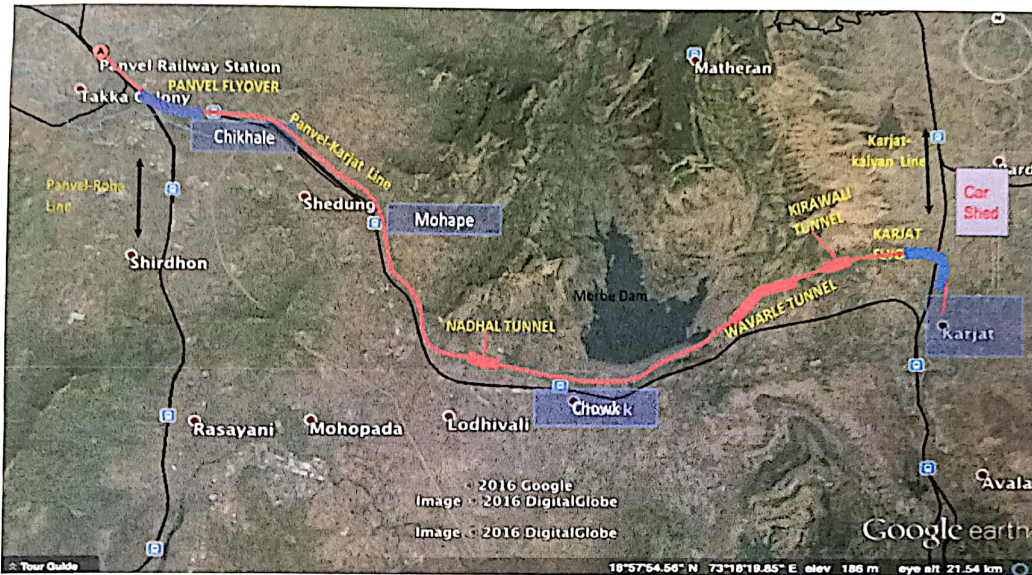 N
A
Panvel Railway Station
Matheran
PANVEL FLYOVER
Takka Colony
Chikhale
Panvel-Karjat Line
Karjat-
kalyan Line
Panvel-Roha
Line
Car
Shed
Shedung
Mohape
KIRAWALI
TUNNEL
KARJAT
Shirdhon
Morbe Dam
NADHAL TUNNEL
WAVARLE TUNNEL
Karjat
Chowk
Rasayani
Mohopada
Lodhivali
Avala
© 2016 Google
Image © 2016 DigitalGlobe
Image © 2016 DigitalGlobe
Google earth
Tour Guide
18°57'54.56" N 73°18'19.85" E elev 186 m eye alt 21.54 km